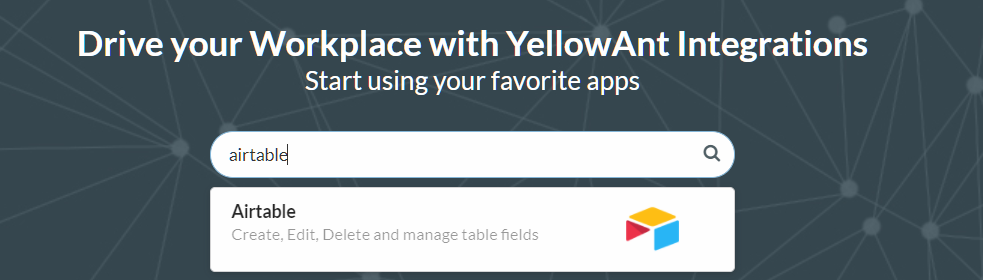 Drive your Workplace with YellowAnt Integrations
Start using your favorite apps
airtable
Airtable
Create, Edit, Delete and manage table fields